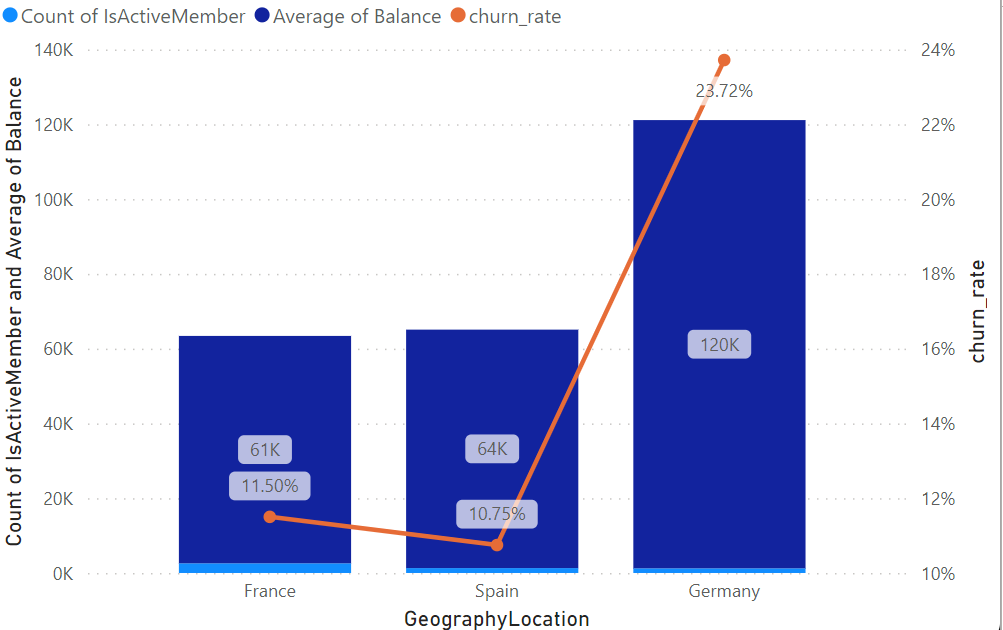 Count of IsActiveMember Average of Balance churn_rate
140K
120K
100K
80K
60K
40K
20K
0K
Count of IsActiveMember and Average of Balance
61K
11.50%
64K
10.75%
120K
23.72%
24%
22%
20%
18%
16%
14%
12%
10%
churn_rate
France Spain Germany
GeographyLocation